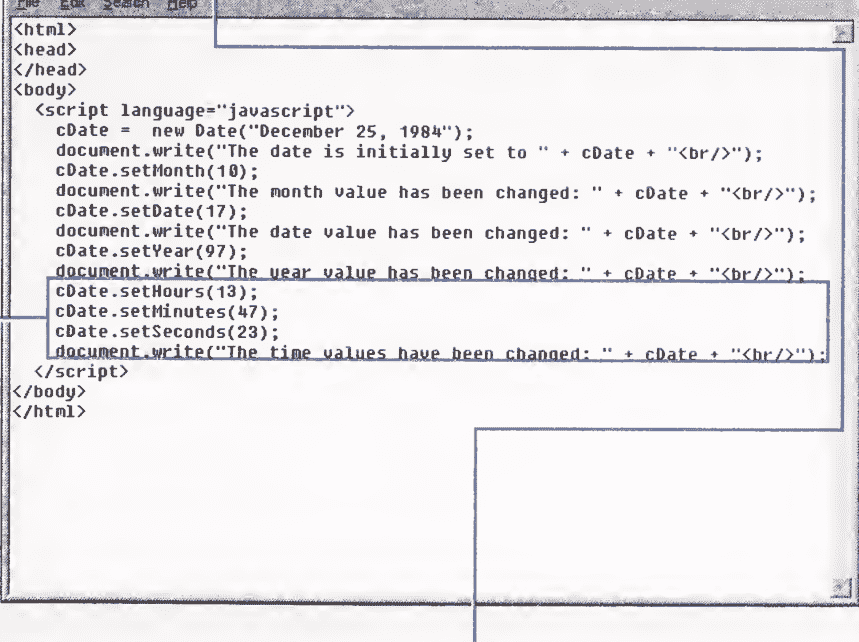 File Edit Search Help
<html>
<head>
</head>
<body>
<script language="javascript">
cDate = new Date("December 25, 1984");
document.write("The date is initially set to " + cDate + "<br/>");
cDate.setMonth(10);
document.write("The month value has been changed: " + cDate + "<br/>");
cDate.setDate(17);
document.write("The date value has been changed: " + cDate + "<br/>");
cDate.setYear(97);
document.write("The year value has been changed: " + cDate + "<br/>");
cDate.setHours(13);
cDate.setMinutes(47);
cDate.setSeconds(23);
document.write("The time values have been changed: " + cDate + "<br/>");
</script>
</body>
</html>